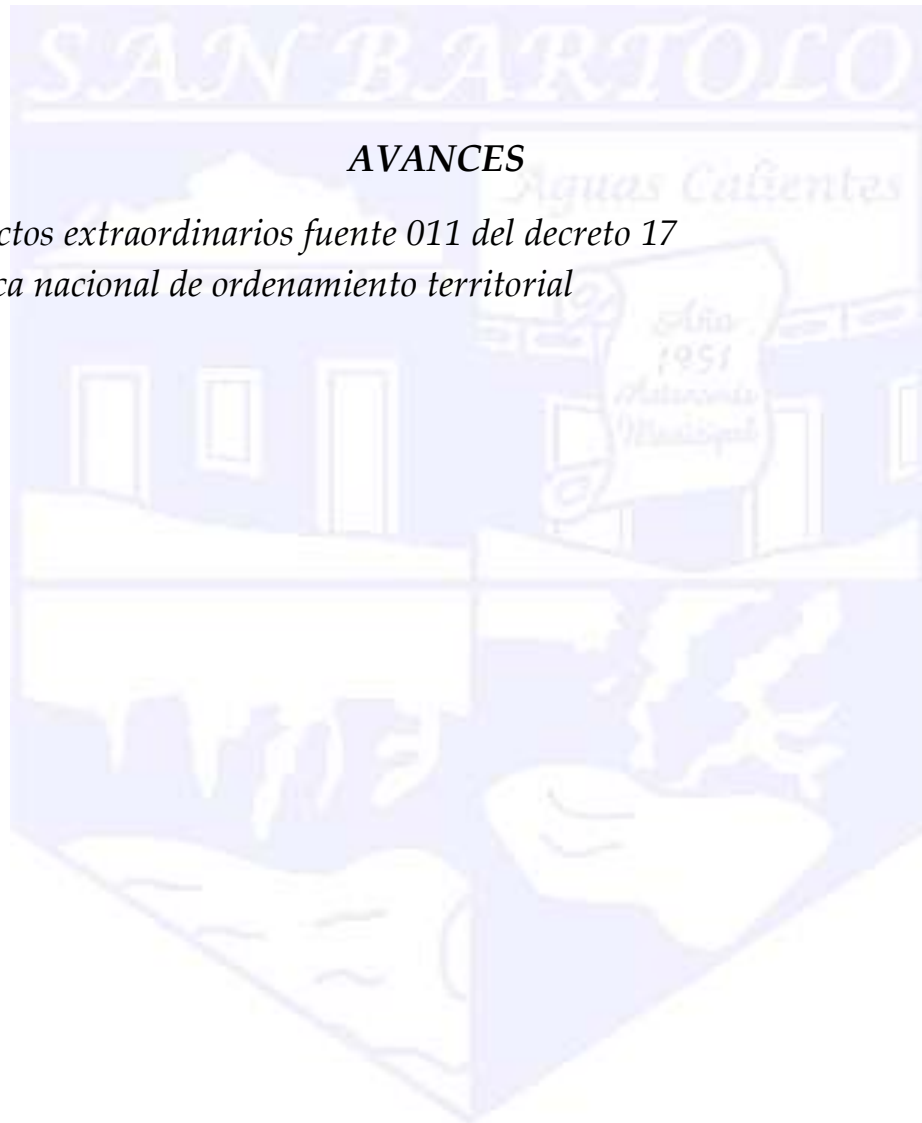 SAN BARTOLO
AVANCES
Aguas Calientes
ctos extraordinarios fuente 011 del decreto 17
ca nacional de ordenamiento territorial
Año
1951